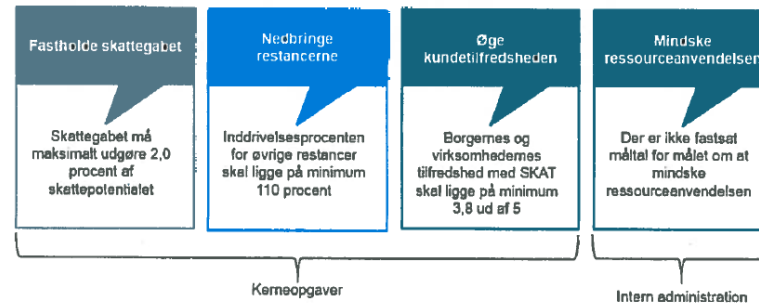 Fastholde skattegabet
Nedbringe
restancerne
Øge
kundetilfredsheden
Mindske
ressourceanvendelsen
Skattegabet må
maksimalt udgøre 2,0
procent af
skattepotentialet
Inddrivelsesprocenten
for øvrige restancer
skal ligge på minimum
110 procent
Borgernes og
virksomhedernes
tilfredshed med SKAT
skal ligge på minimum
3,8 ud af 5
Der er ikke fastsat
måltal for målet om at
mindske
ressourceanvendelsen
Kerneopgaver
Intern administration